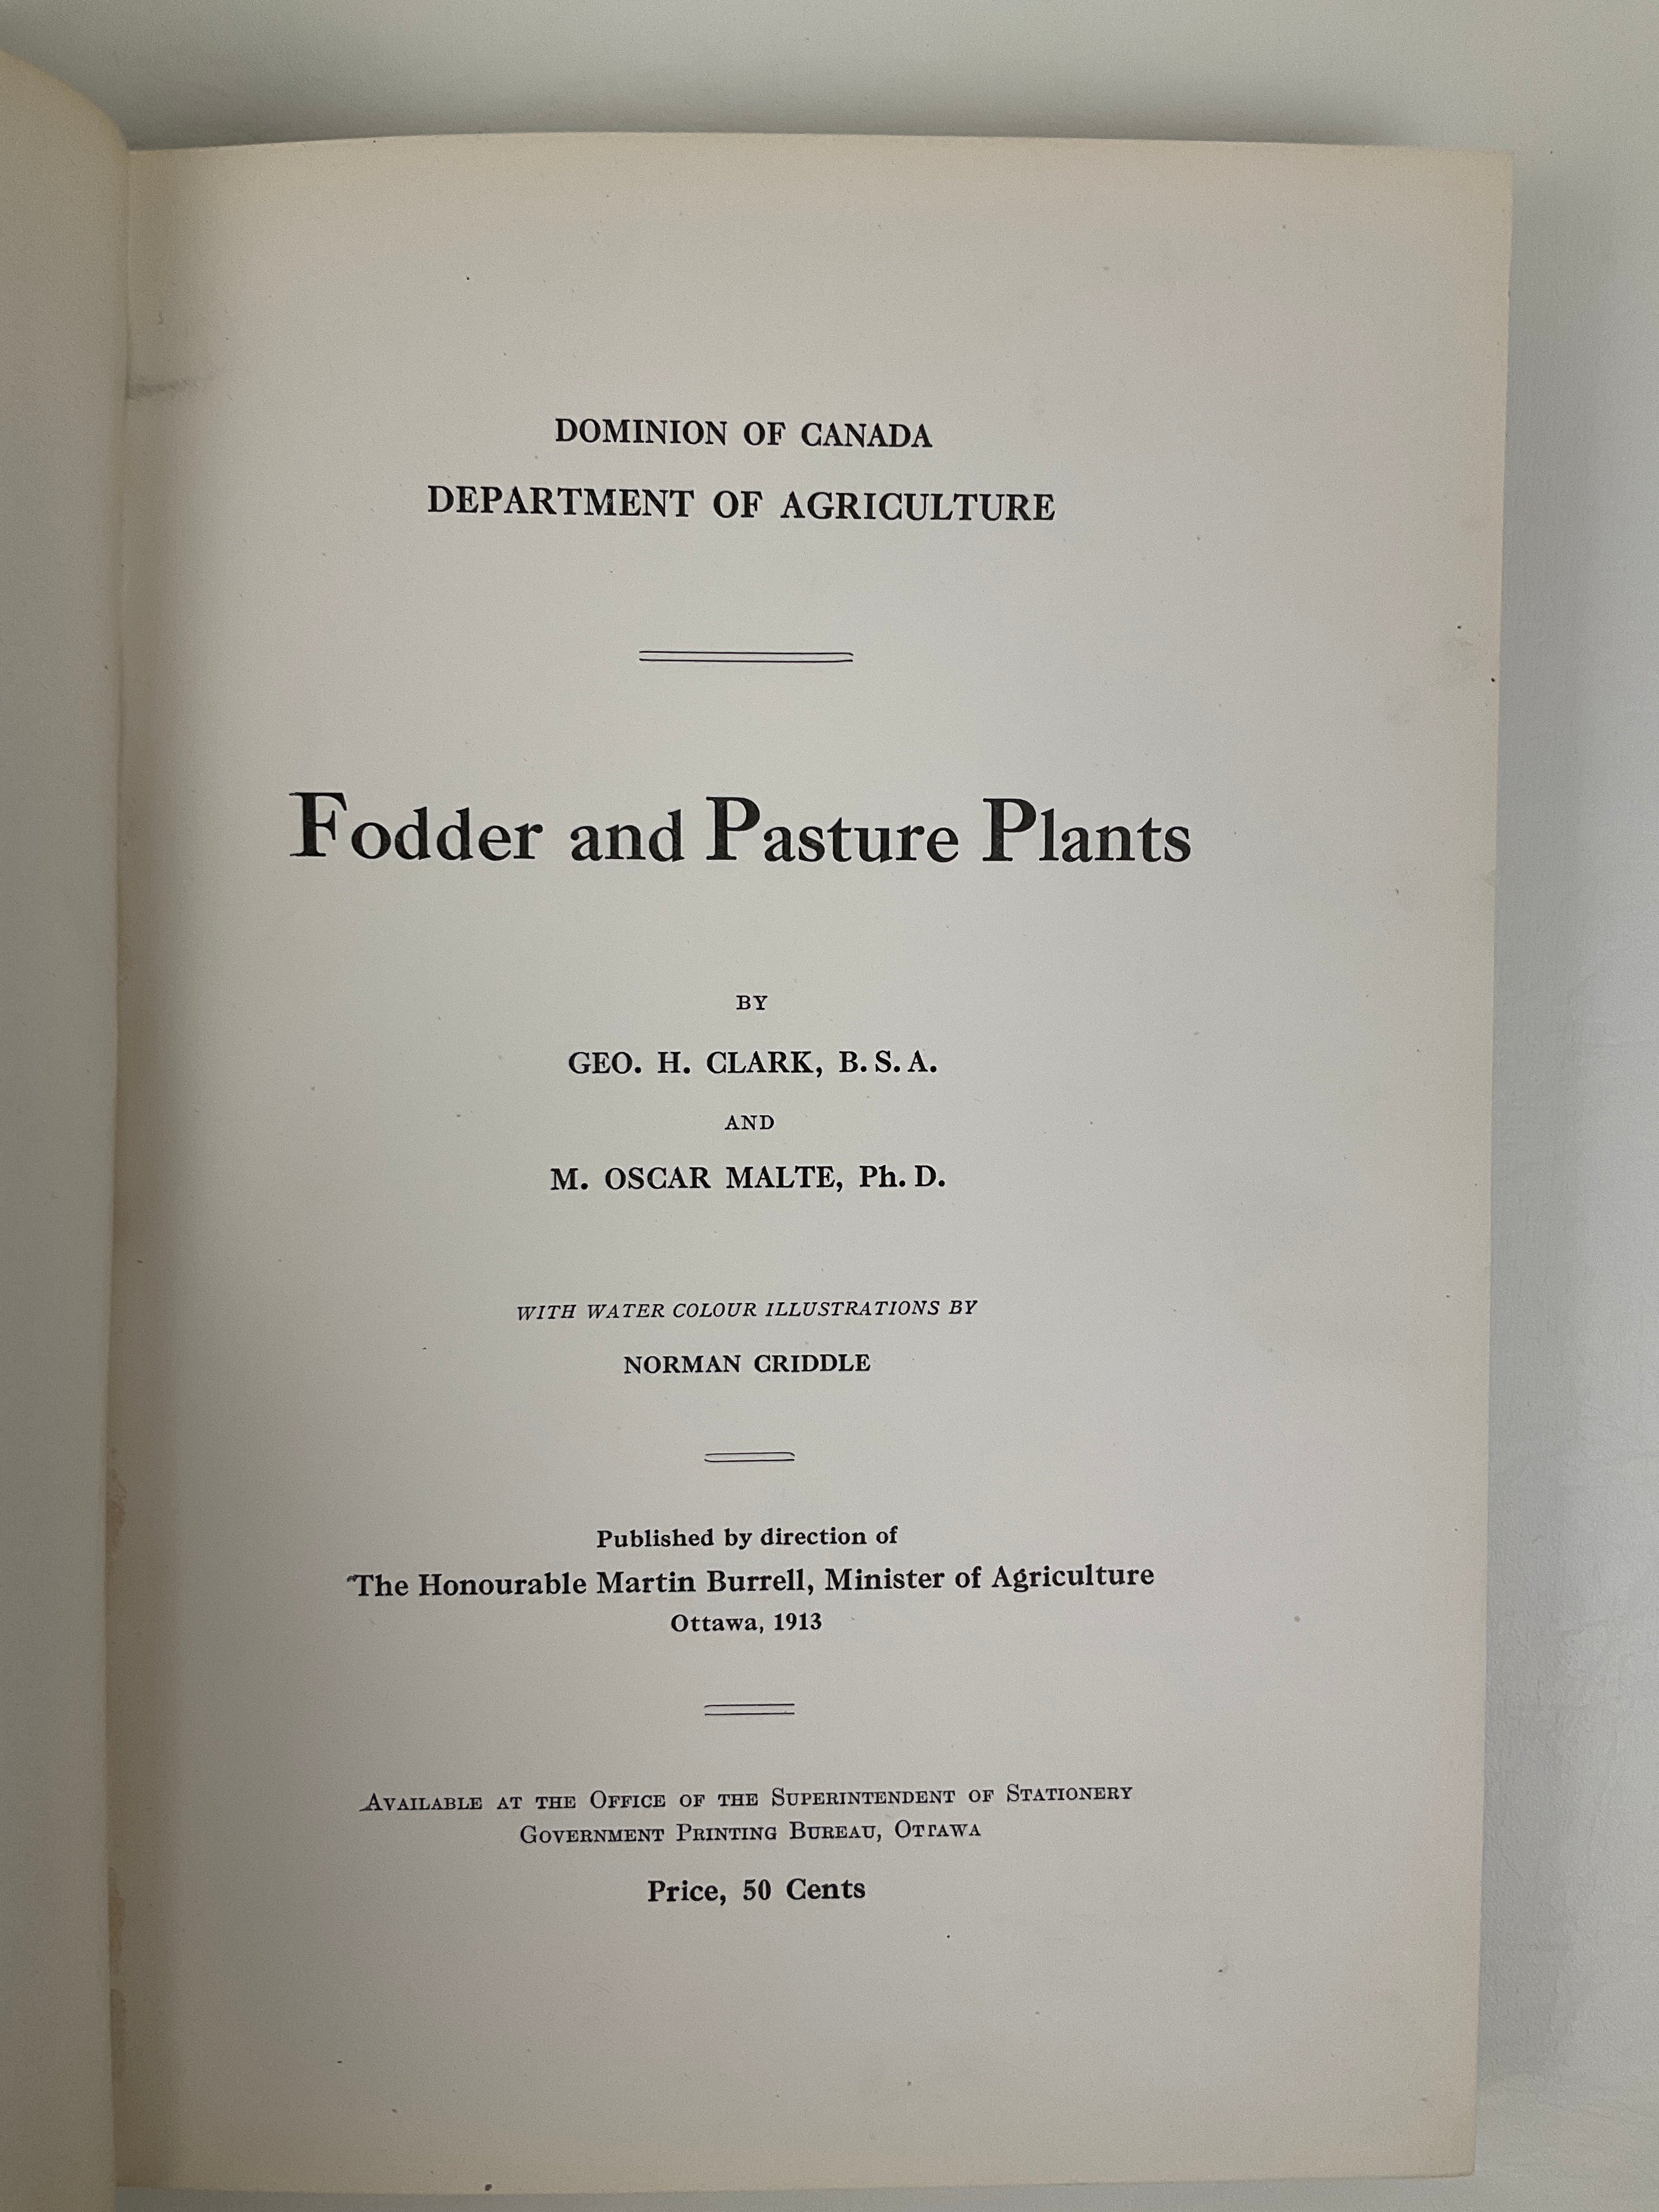 DOMINION OF CANADA
DEPARTMENT OF AGRICULTURE
Fodder and Pasture Plants
BY
GEO. H. CLARK, B. S. A.
AND
M. OSCAR MALTE, Ph. D.
WITH WATER COLOUR ILLUSTRATIONS BY
NORMAN CRIDDLE
Published by direction of
The Honourable Martin Burrell, Minister of Agriculture
Ottawa, 1913
AVAILABLE AT THE OFFICE OF THE SUPERINTENDENT OF STATIONERY
GOVERNMENT PRINTING BUREAU, OTTAWA
Price, 50 Cents